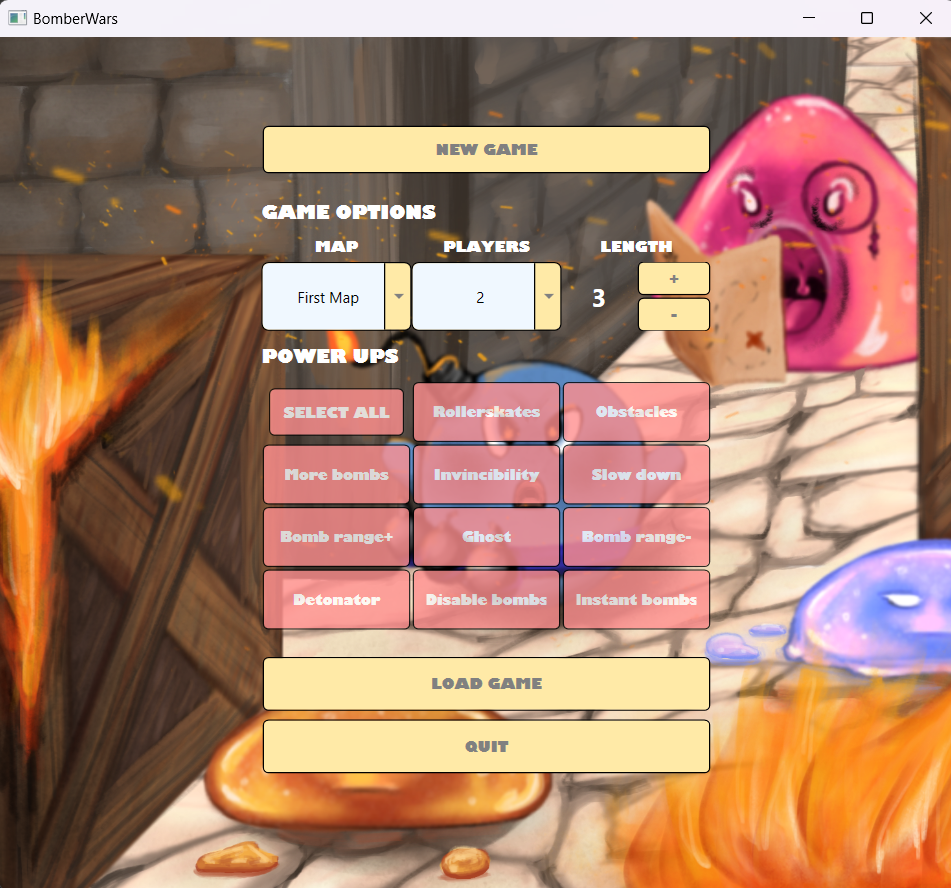 BomberWars
NEW GAME
GAME OPTIONS
MAP PLAYERS LENGTH
First Map 2 3 + -
POWER UPS
SELECT ALL Rollerskates Obstacles
More bombs Invincibility Slow down
Bomb range+ Ghost Bomb range-
Detonator Disable bombs Instant bombs
LOAD GAME
QUIT